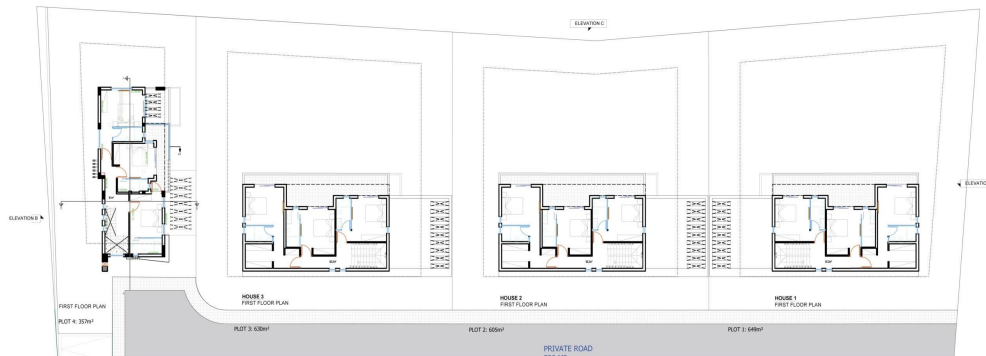 ELEVATION C
ELEVATION B
ELEVATION
HOUSE 3
FIRST FLOOR PLAN
HOUSE 2
FIRST FLOOR PLAN
HOUSE 1
FIRST FLOOR PLAN
FIRST FLOOR PLAN
PLOT 4: 357m²
PLOT 3: 630m²
PLOT 2: 605m²
PLOT 1: 649m²
PRIVATE ROAD